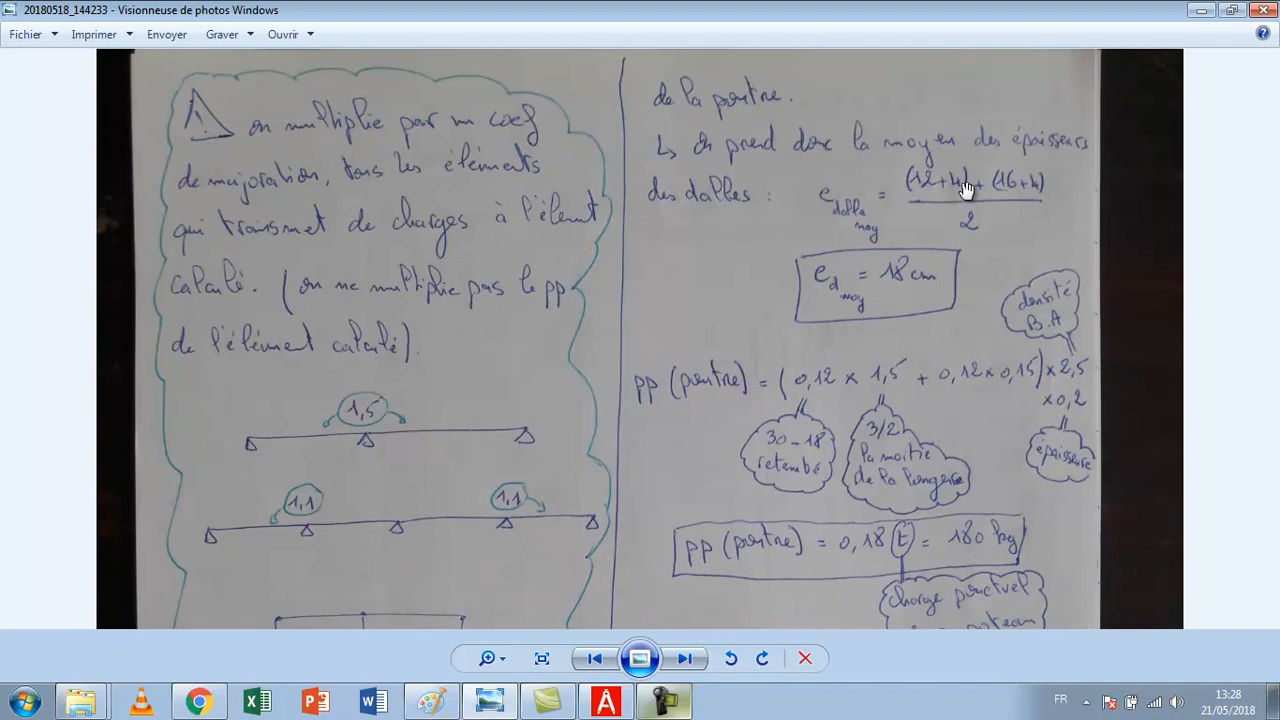 20180518_144233 - Visionneuse de photos Windows
Fichier Imprimer Envoyer Graver Ouvrir
on multiplie par un coef
de majoration, tous les éléments
qui transmet de charges à l'élémnt
calculé. (on ne multiplie pas le pp
de l'élément calculé).
1,5
1,1 1,1
de la poutre.
↳ on prend donc la moyen des épaisseurs
des dalles : e dalle moy = (12+4) + (16+4)
2
e d moy = 18 cm
densité
B.A
pp (poutre) = (0,12 × 1,5 + 0,12 × 0,15) × 2,5
× 0,2
30-18
retombé
3/2
la moitié
de la longueur
épaisseure
pp (poutre) = 0,18 t = 180 kg
charge ponctuel
poteau
FR
13:28
21/05/2018